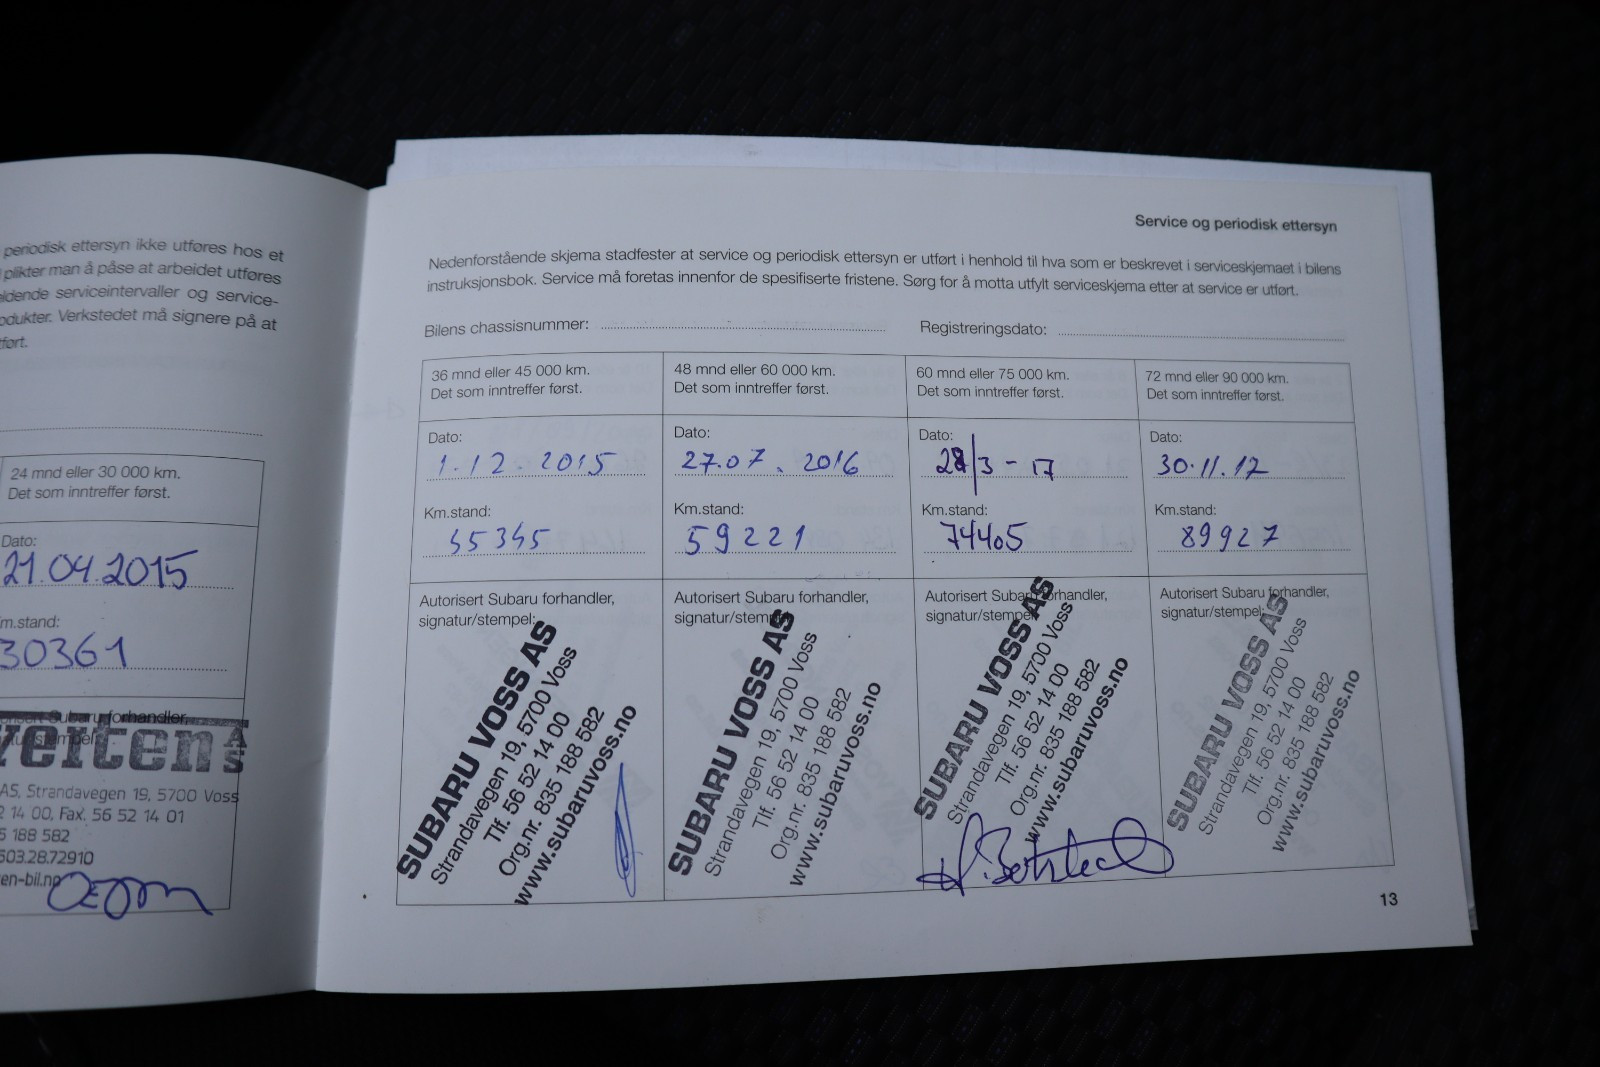 periodisk ettersyn ikke utføres hos et
plikter man å påse at arbeidet utføres
ldende serviceintervaller og service-
odukter. Verkstedet må signere på at
ført.
24 mnd eller 30 000 km.
Det som inntreffer først.
Dato:
21.04.2015
m.stand:
30361
Subaru forhandler,
AS
AS, Strandavegen 19, 5700 Voss
2 14 00, Fax. 56 52 14 01
5 188 582
503.28.72910
en-bil.no
Service og periodisk ettersyn
Nedenforstående skjema stadfester at service og periodisk ettersyn er utført i henhold til hva som er beskrevet i serviceskjemaet i bilens
instruksjonsbok. Service må foretas innenfor de spesifiserte fristene. Sørg for å motta utfylt serviceskjema etter at service er utført.
Bilens chassisnummer:
Registreringsdato:
36 mnd eller 45 000 km.
Det som inntreffer først.
Dato:
1.12.2015
Km.stand:
45345
Autorisert Subaru forhandler,
signatur/stempel:
SUBARU VOSS AS
Strandavegen 19, 5700 Voss
Tlf. 56 52 14 00
Org.nr. 835 188 582
www.subaruvoss.no
48 mnd eller 60 000 km.
Det som inntreffer først.
Dato:
27.07.2016
Km.stand:
59221
Autorisert Subaru forhandler,
signatur/stempel:
SUBARU VOSS AS
Strandavegen 19, 5700 Voss
Tlf. 56 52 14 00
Org.nr. 835 188 582
www.subaruvoss.no
60 mnd eller 75 000 km.
Det som inntreffer først.
Dato:
28/3-17
Km.stand:
74405
Autorisert Subaru forhandler,
signatur/stempel:
SUBARU VOSS AS
Strandavegen 19, 5700 Voss
Tlf. 56 52 14 00
Org.nr. 835 188 582
www.subaruvoss.no
72 mnd eller 90 000 km.
Det som inntreffer først.
Dato:
30.11.17
Km.stand:
89927
Autorisert Subaru forhandler,
signatur/stempel:
SUBARU VOSS AS
Strandavegen 19, 5700 Voss
Tlf. 56 52 14 00
Org.nr. 835 188 582
www.subaruvoss.no
13